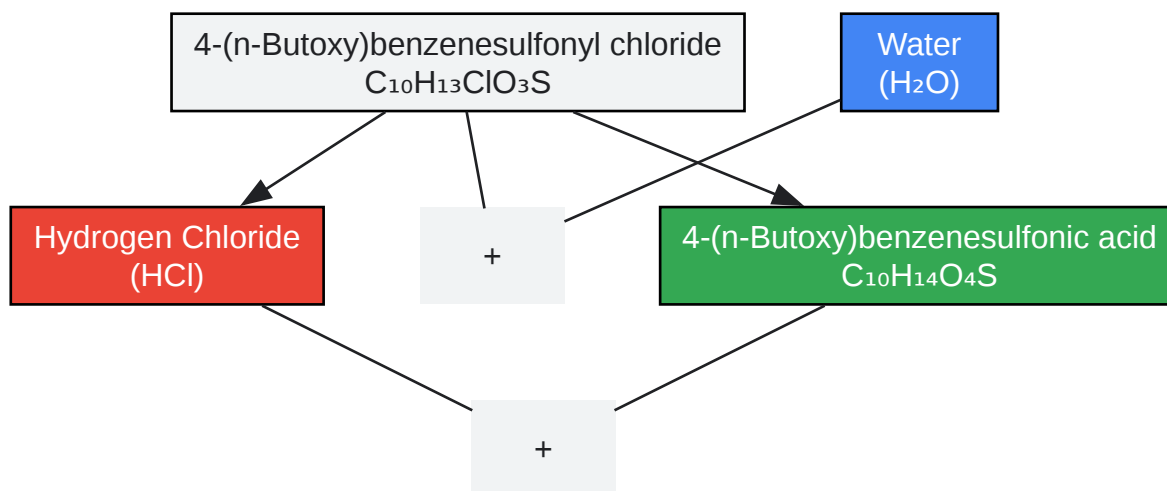 4-(n-Butoxy)benzenesulfonyl chloride
C₁₀H₁₃ClO₃S
Water
(H₂O)
Hydrogen Chloride
(HCl)
+
4-(n-Butoxy)benzenesulfonic acid
C₁₀H₁₄O₄S
+